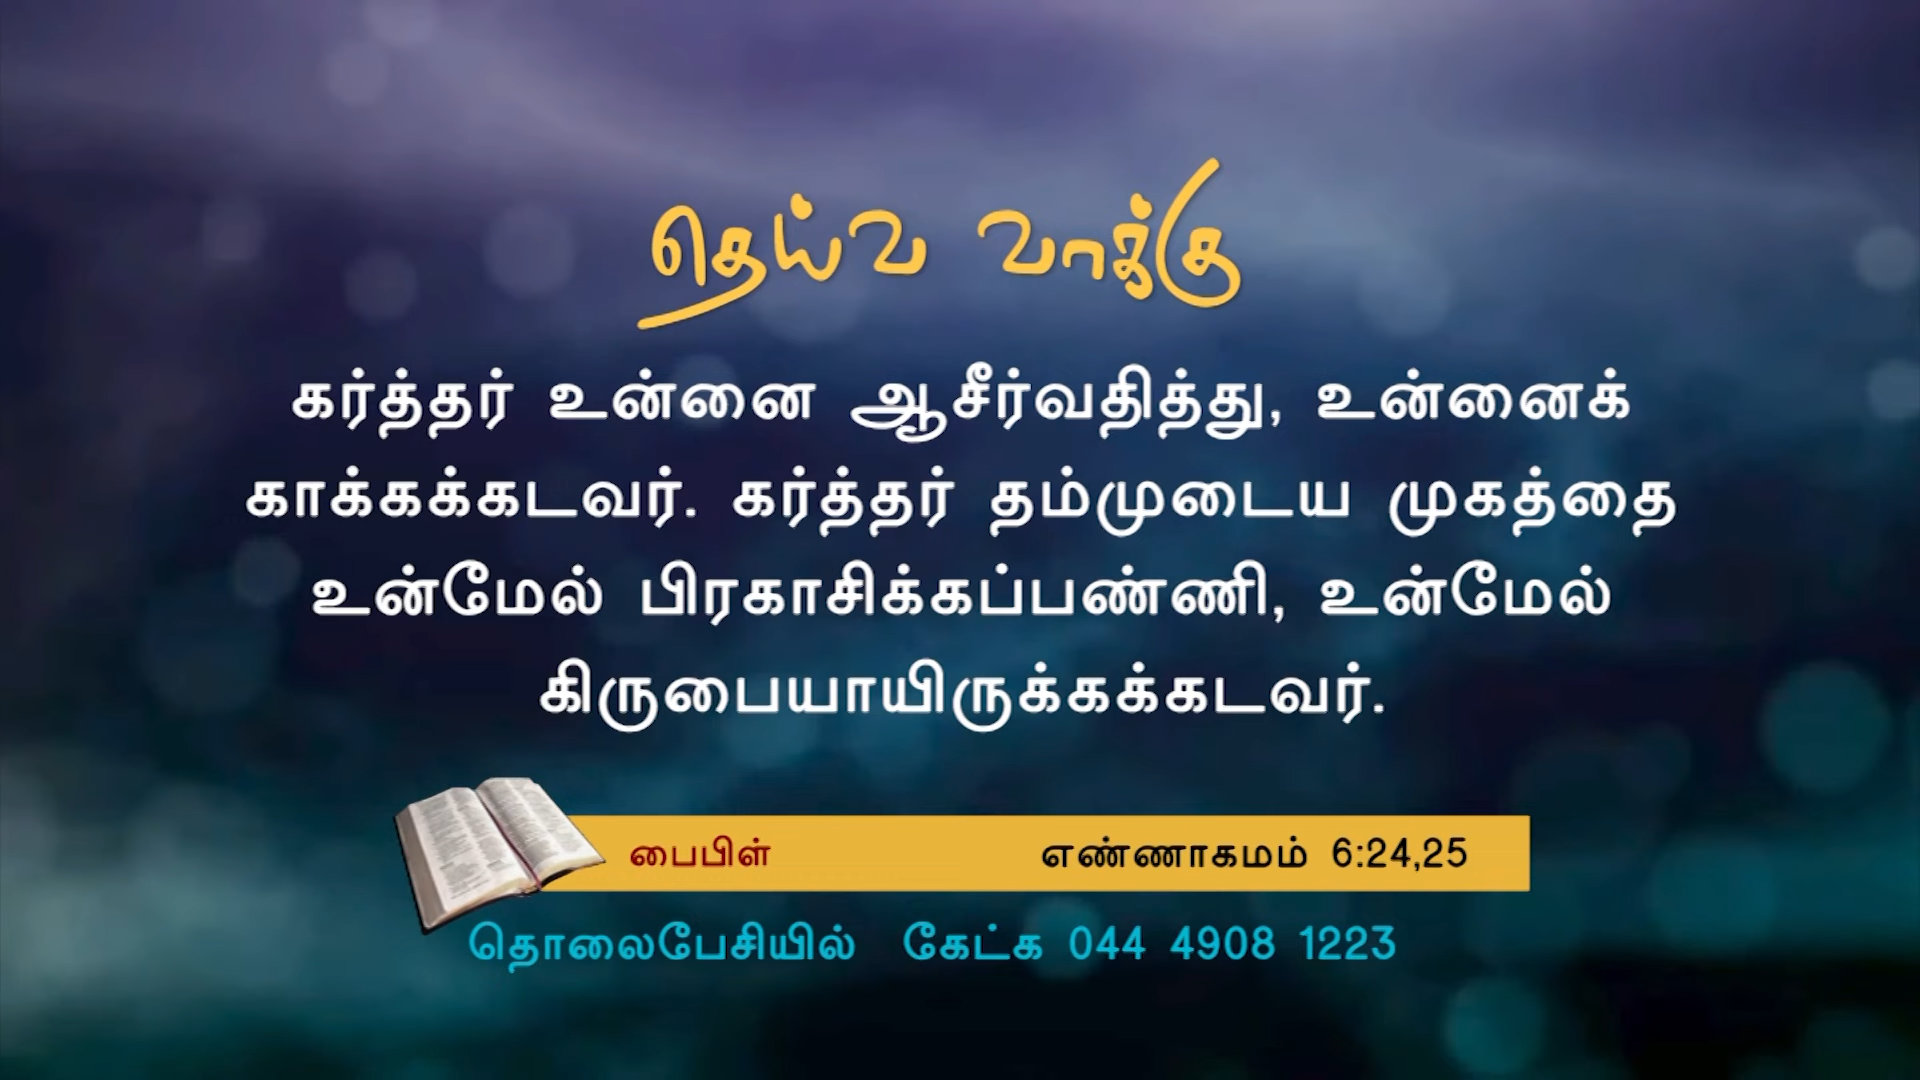 தெய்வ வாக்கு
கர்த்தர் உன்னை ஆசீர்வதித்து, உன்னைக்
காக்கக்கடவர். கர்த்தர் தம்முடைய முகத்தை
உன்மேல் பிரகாசிக்கப்பண்ணி, உன்மேல்
கிருபையாயிருக்கக்கடவர்.
பைபிள் எண்ணாகமம் 6:24,25
தொலைபேசியில் கேட்க 044 4908 1223